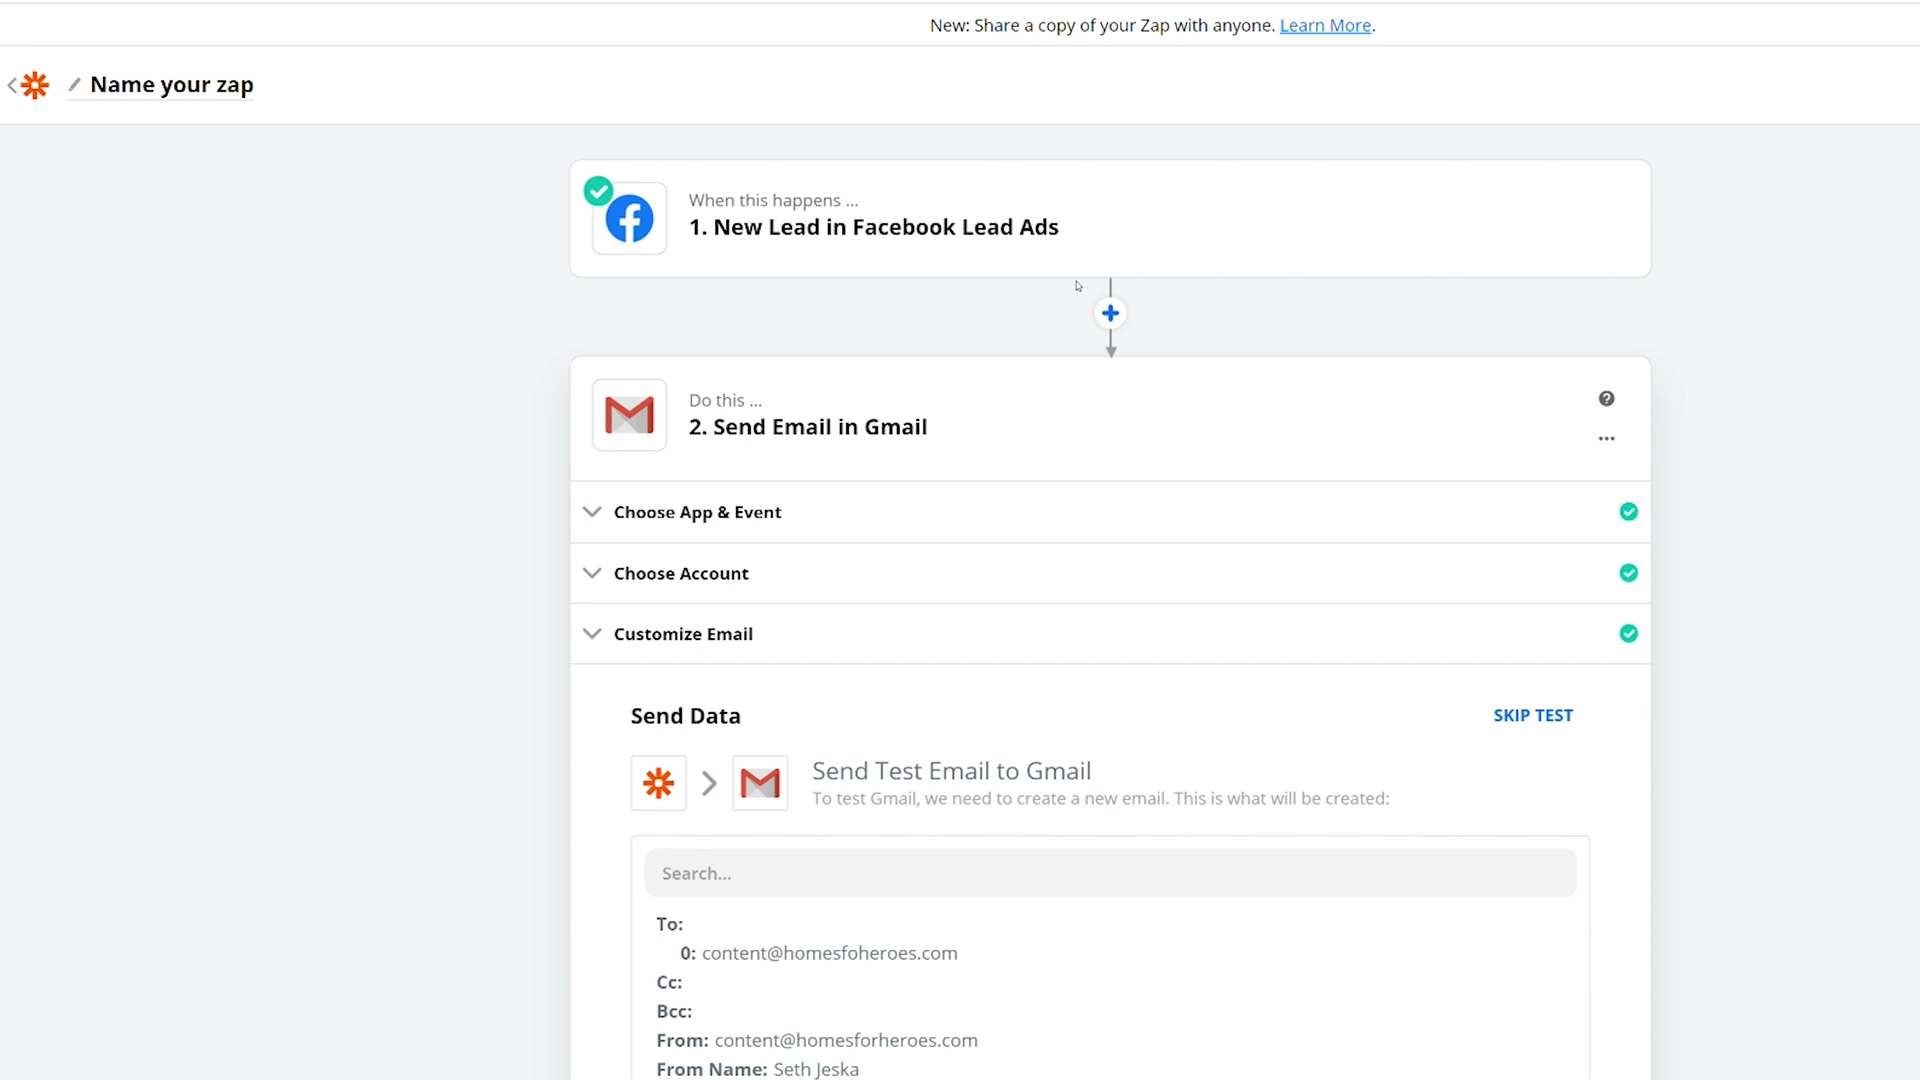 New: Share a copy of your Zap with anyone. Learn More.
Name your zap
When this happens ...
1. New Lead in Facebook Lead Ads
Do this ...
2. Send Email in Gmail
Choose App & Event
Choose Account
Customize Email
Send Data
SKIP TEST
Send Test Email to Gmail
To test Gmail, we need to create a new email. This is what will be created:
Search...
To:
0: content@homesfoheroes.com
Cc:
Bcc:
From: content@homesforheroes.com
From Name: Seth Jeska